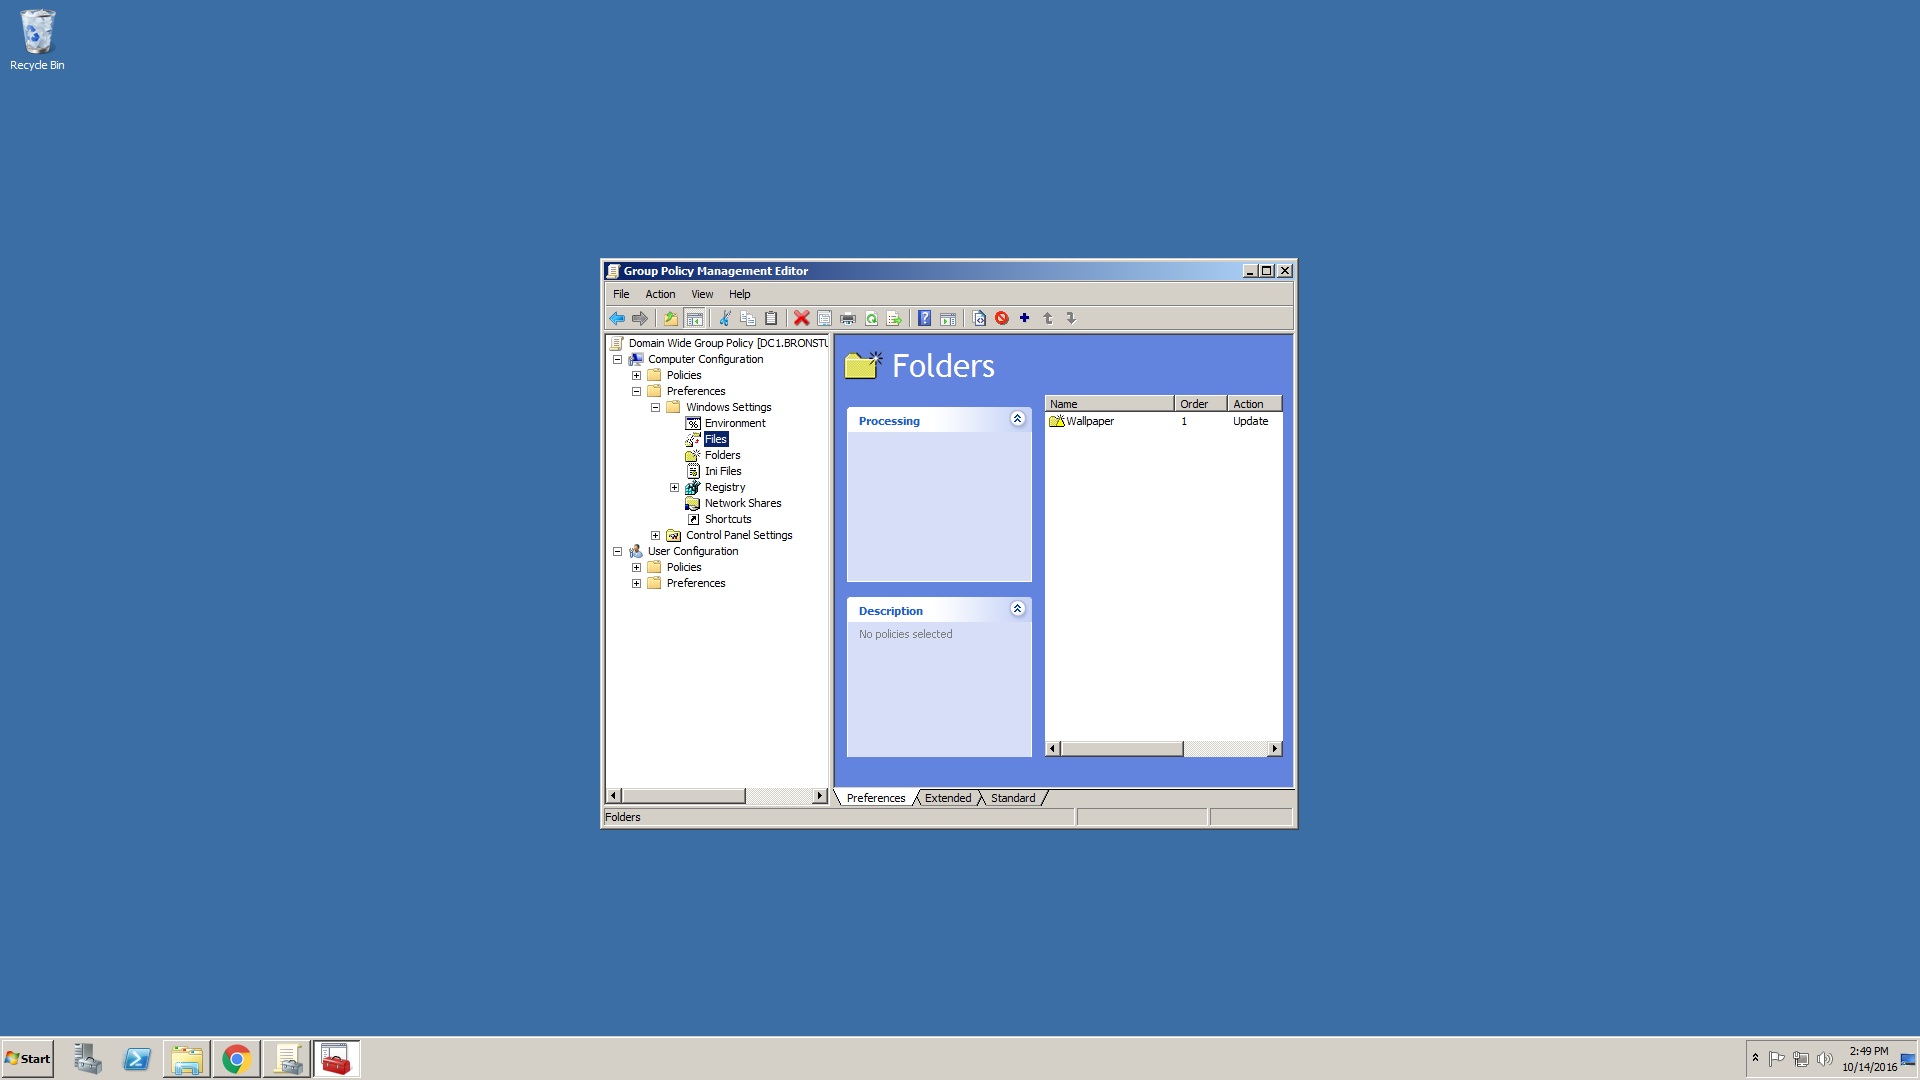 Recycle Bin
Group Policy Management Editor
File Action View Help
Domain Wide Group Policy [DC1.BRONSTU
Computer Configuration
Policies
Preferences
Windows Settings
Environment
Files
Folders
Ini Files
Registry
Network Shares
Shortcuts
Control Panel Settings
User Configuration
Policies
Preferences
Folders
Processing
Description
No policies selected
Name Order Action
Wallpaper 1 Update
Preferences Extended Standard
Folders
Start
2:49 PM
10/14/2016